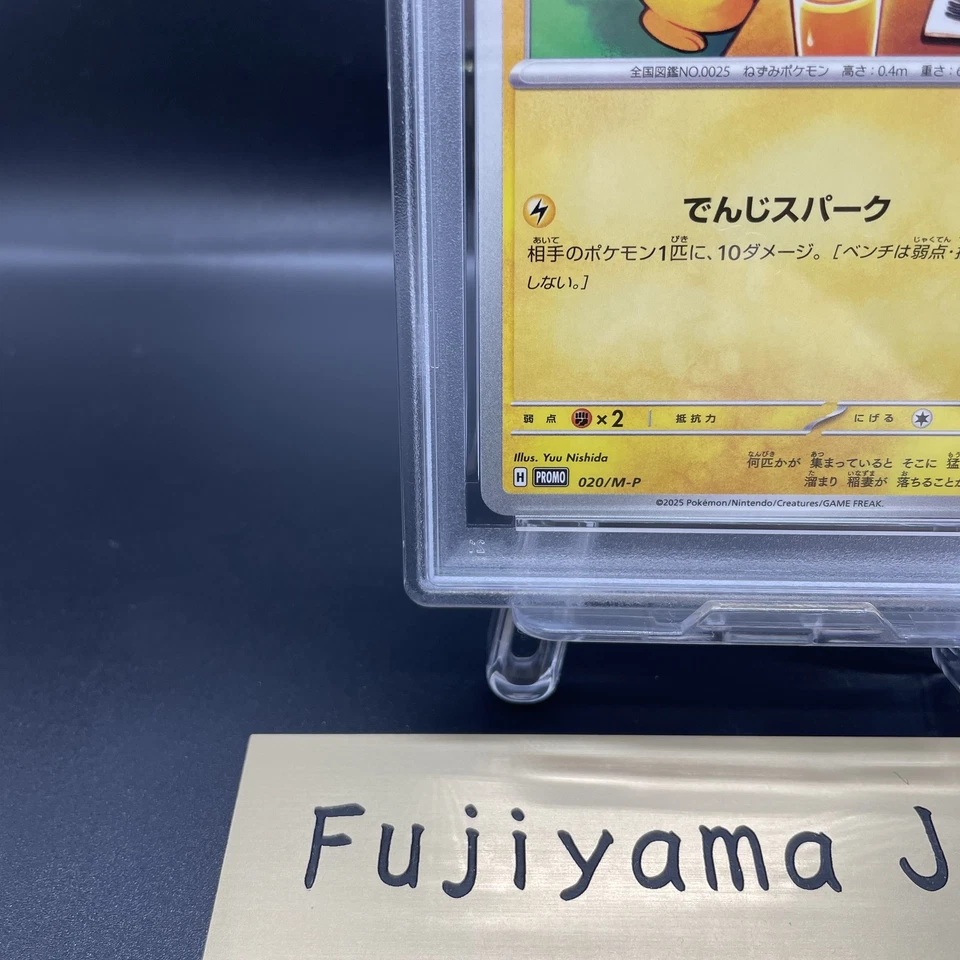 全国図鑑NO.0025 ねずみポケモン 高さ：0.4m 重さ：
でんじスパーク
相手のポケモン1匹に、10ダメージ。［ベンチは弱点・
しない。］
弱点 ×2 抵抗力 にげる
Illus. Yuu Nishida
何匹かが 集まっていると そこに 猛
H PROMO 020/M-P
溜まり 稲妻が 落ちることが
©2025 Pokémon/Nintendo/Creatures/GAME FREAK.
Fujiyama J